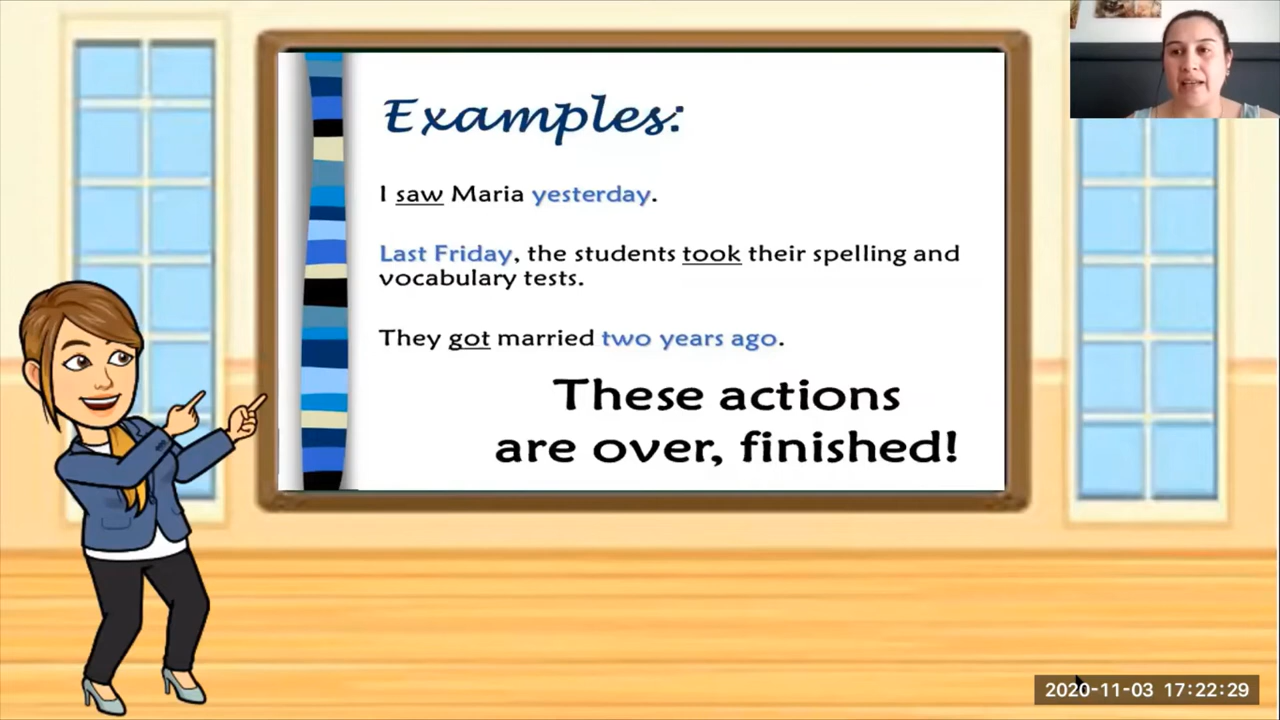 Examples:
I saw Maria yesterday.
Last Friday, the students took their spelling and
vocabulary tests.
They got married two years ago.
These actions
are over, finished!
2020-11-03 17:22:29